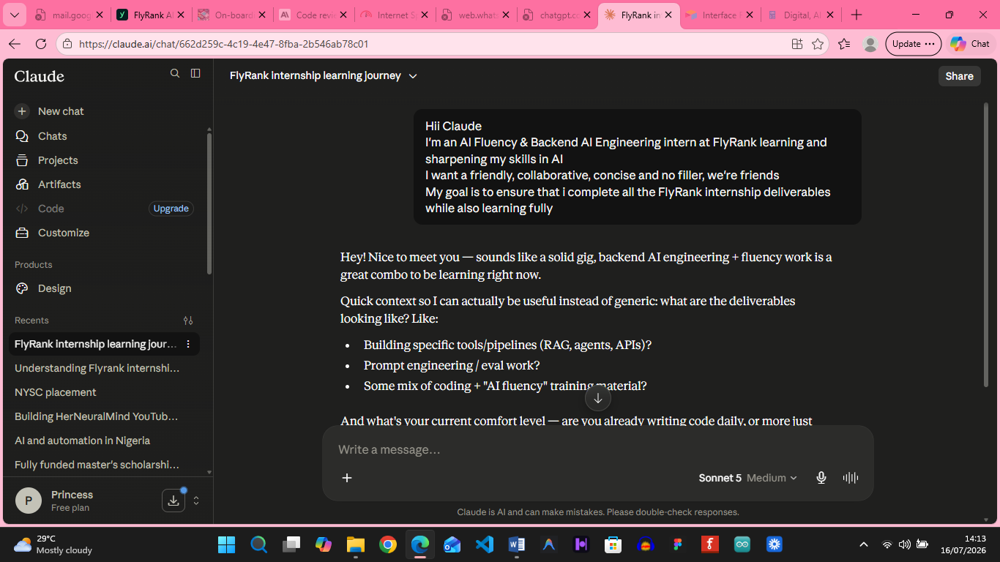 mail.goog
FlyRank AI
On-boardi
Code revie
Internet Sp
web.whats
chatgpt.co
FlyRank in
Interface F
Digital, AI
https://claude.ai/chat/662d259c-4c19-4e47-8fba-2b546ab78c01
Update
Chat
Claude
FlyRank internship learning journey
Share
New chat
Chats
Projects
Artifacts
Code
Upgrade
Customize
Products
Design
Recents
FlyRank internship learning jour...
Understanding Flyrank internshi...
NYSC placement
Building HerNeuralMind YouTub...
AI and automation in Nigeria
Fully funded master's scholarshi...
P
Princess
Free plan
Hii Claude
I'm an AI Fluency & Backend AI Engineering intern at FlyRank learning and
sharpening my skills in AI
I want a friendly, collaborative, concise and no filler, we're friends
My goal is to ensure that i complete all the FlyRank internship deliverables
while also learning fully
Hey! Nice to meet you — sounds like a solid gig, backend AI engineering + fluency work is a
great combo to be learning right now.
Quick context so I can actually be useful instead of generic: what are the deliverables
looking like? Like:
• Building specific tools/pipelines (RAG, agents, APIs)?
• Prompt engineering / eval work?
• Some mix of coding + "AI fluency" training material?
And what's your current comfort level — are you already writing code daily, or more just
Write a message...
Sonnet 5 Medium
Claude is AI and can make mistakes. Please double-check responses.
29°C
Mostly cloudy
14:13
16/07/2026